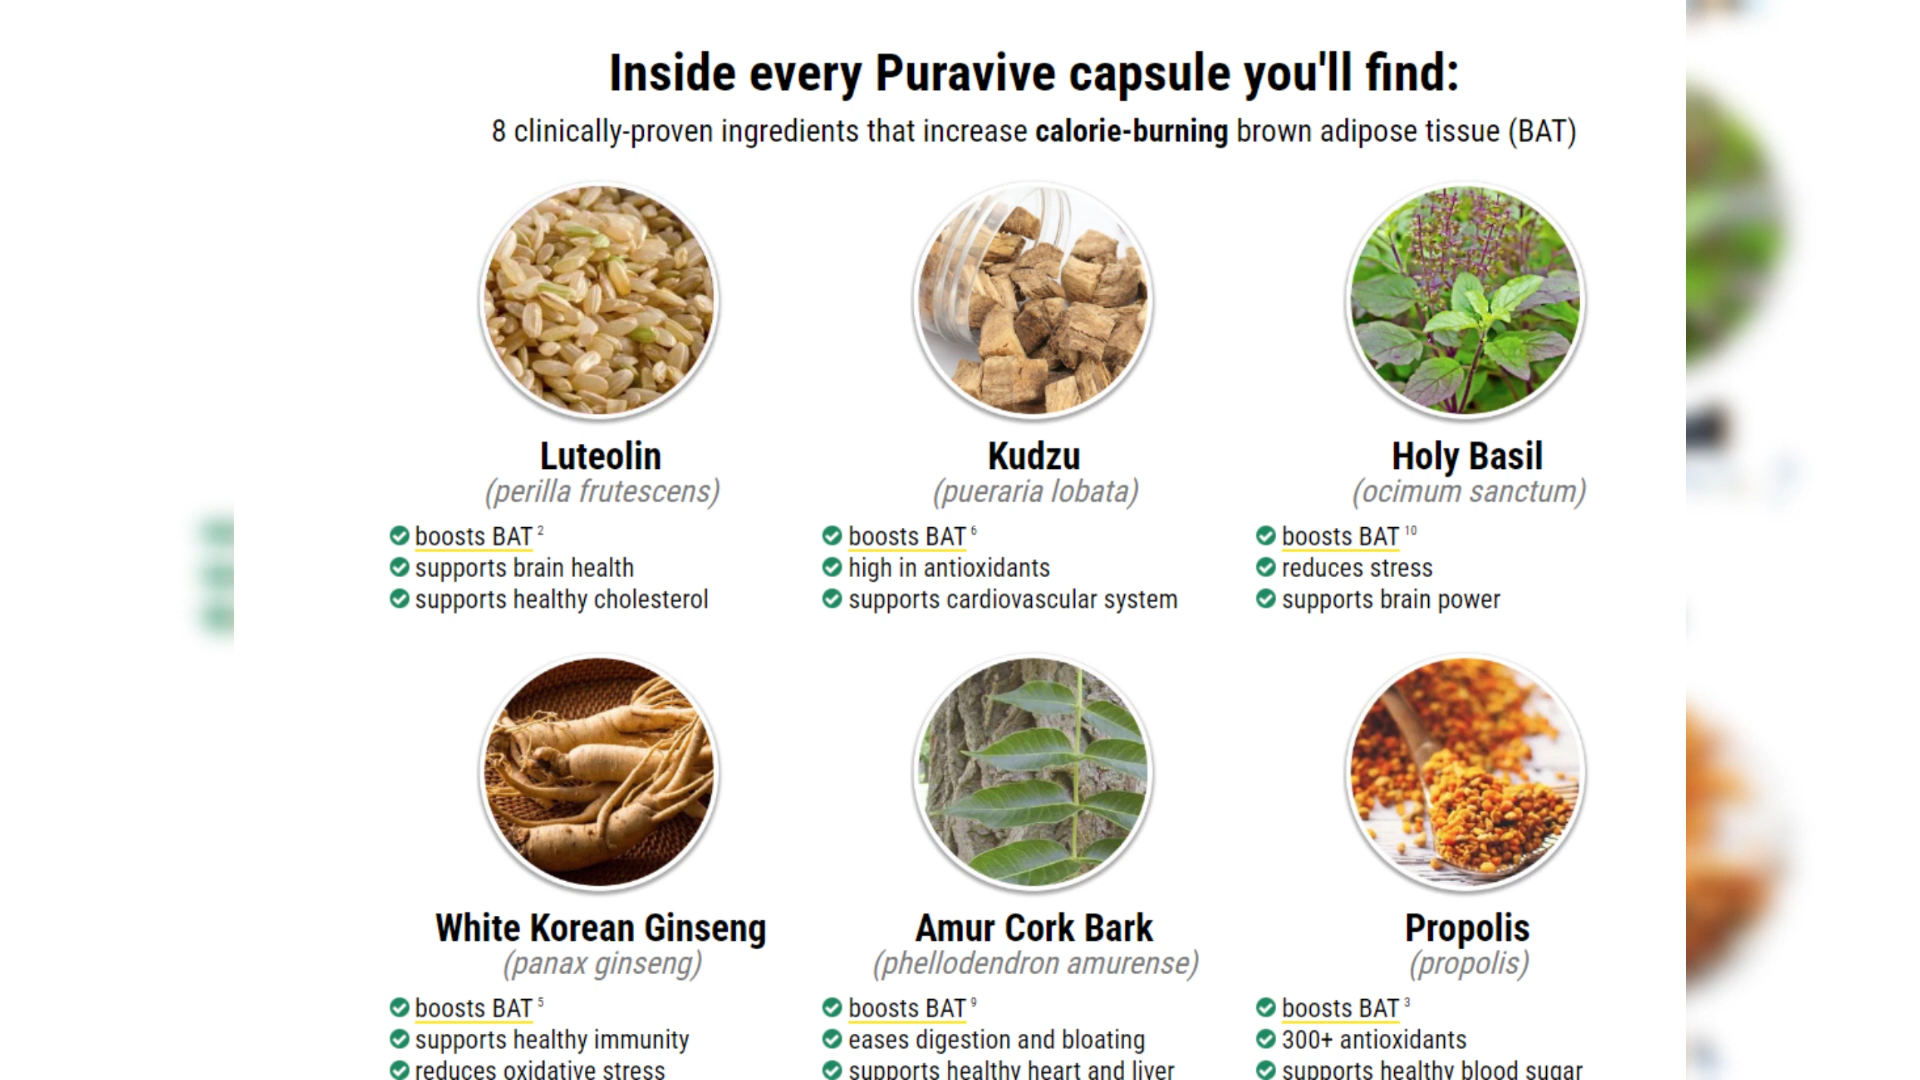 Inside every Puravive capsule you'll find:
8 clinically-proven ingredients that increase calorie-burning brown adipose tissue (BAT)
Luteolin
(perilla frutescens)
boosts BAT 2
supports brain health
supports healthy cholesterol
Kudzu
(pueraria lobata)
boosts BAT 6
high in antioxidants
supports cardiovascular system
Holy Basil
(ocimum sanctum)
boosts BAT 10
reduces stress
supports brain power
White Korean Ginseng
(panax ginseng)
boosts BAT 5
supports healthy immunity
reduces oxidative stress
Amur Cork Bark
(phellodendron amurense)
boosts BAT 9
eases digestion and bloating
supports healthy heart and liver
Propolis
(propolis)
boosts BAT 3
300+ antioxidants
supports healthy blood sugar